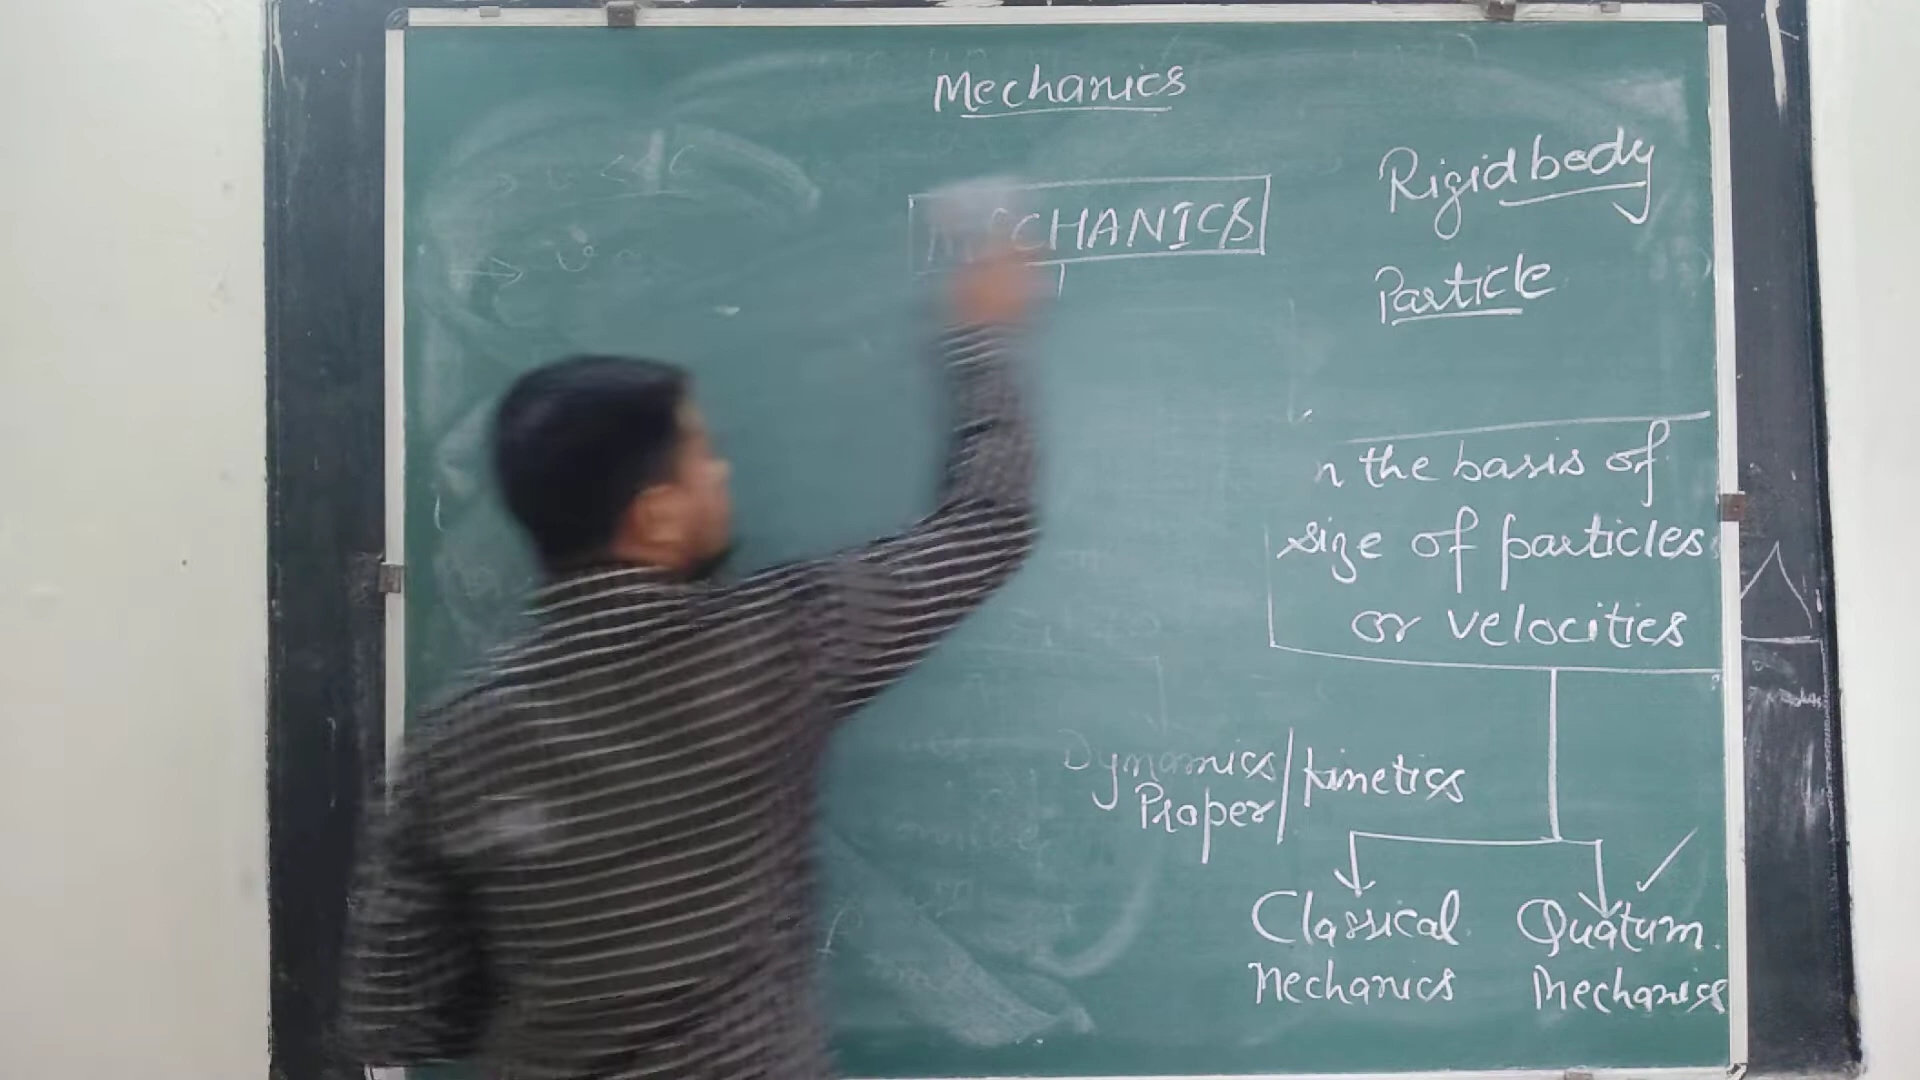 Mechanics
MECHANICS
Rigid body
Particle
n the basis of
size of particles
or velocities
Dynamics/kinetics
Proper
Classical
Mechanics
Quatum
Mechanics